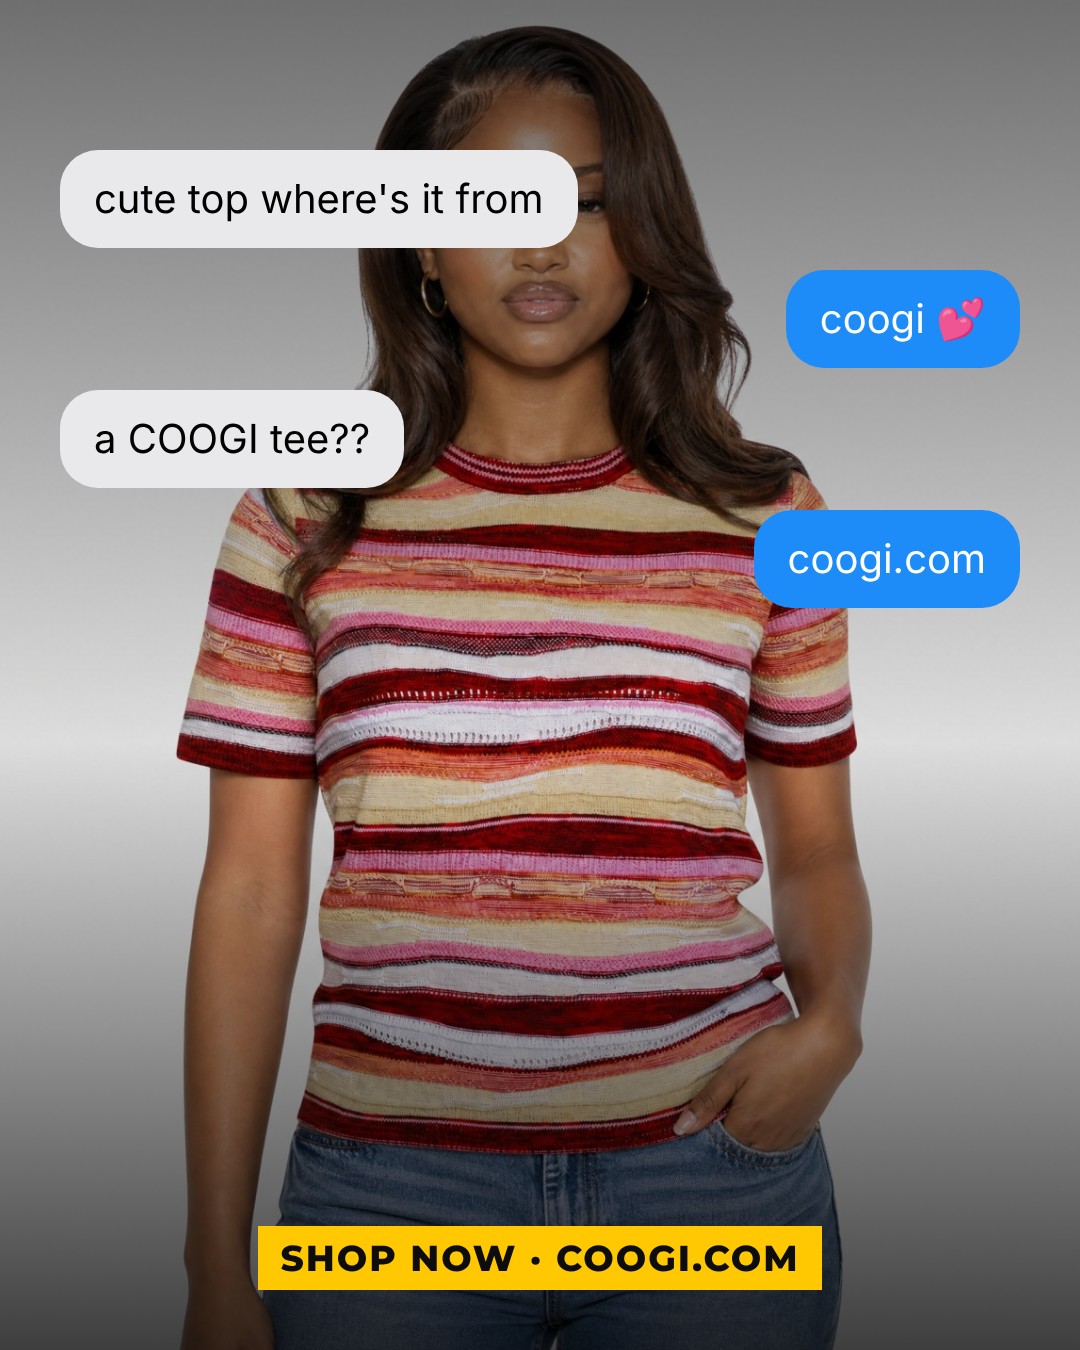 cute top where's it from
coogi 💕
a COOGI tee??
coogi.com
SHOP NOW · COOGI.COM